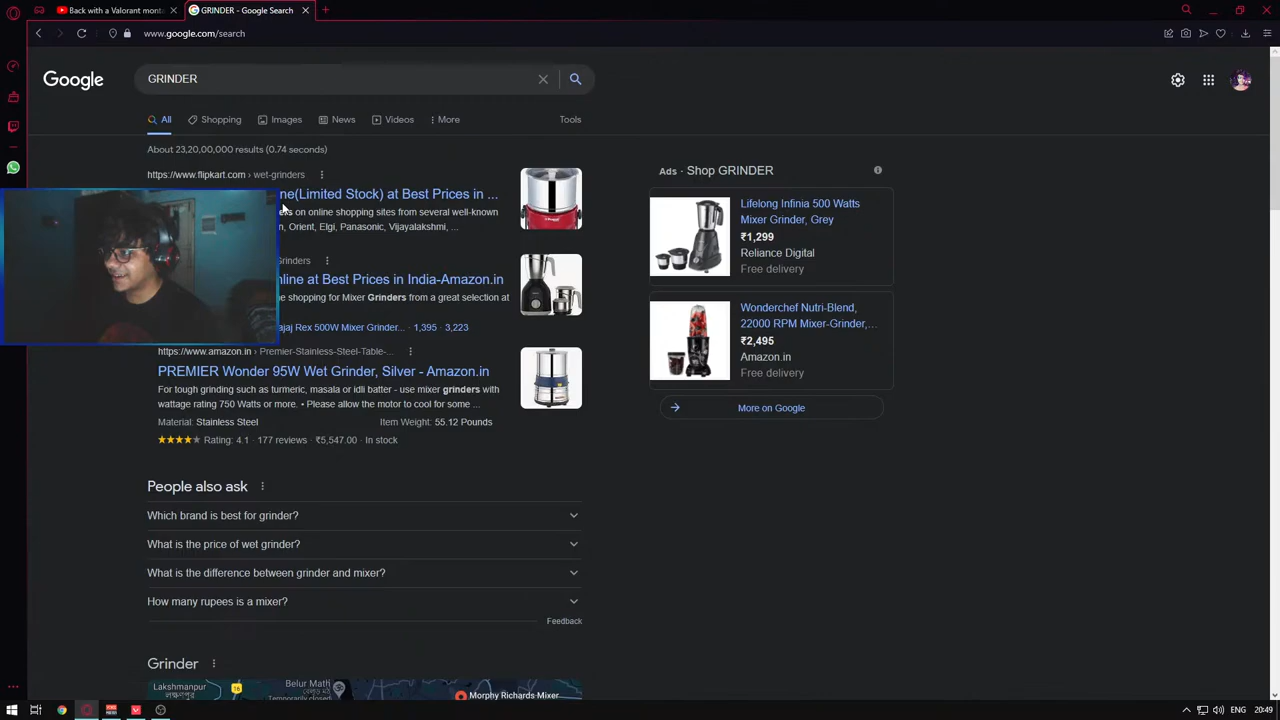 Back with a Valorant monta
GRINDER - Google Search
www.google.com/search
Google
GRINDER
All
Shopping
Images
News
Videos
More
Tools
About 23,20,00,000 results (0.74 seconds)
https://www.flipkart.com › wet-grinders
ne(Limited Stock) at Best Prices in ...
on online shopping sites from several well-known
n, Orient, Elgi, Panasonic, Vijayalakshmi, ...
Grinders
nline at Best Prices in India-Amazon.in
e shopping for Mixer Grinders from a great selection at
ajaj Rex 500W Mixer Grinder... · 1,395 · 3,223
https://www.amazon.in › Premier-Stainless-Steel-Table-...
PREMIER Wonder 95W Wet Grinder, Silver - Amazon.in
For tough grinding such as turmeric, masala or idli batter - use mixer grinders with
wattage rating 750 Watts or more. • Please allow the motor to cool for some ...
Material: Stainless Steel
Item Weight: 55.12 Pounds
Rating: 4.1 · 177 reviews · ₹5,547.00 · In stock
People also ask
Which brand is best for grinder?
What is the price of wet grinder?
What is the difference between grinder and mixer?
How many rupees is a mixer?
Feedback
Grinder
Lakshmanpur
16
Belur Math
Temporarily closed
Morphy Richards Mixer
Ads · Shop GRINDER
Lifelong Infinia 500 Watts
Mixer Grinder, Grey
₹1,299
Reliance Digital
Free delivery
Wonderchef Nutri-Blend,
22000 RPM Mixer-Grinder,...
₹2,495
Amazon.in
Free delivery
More on Google
ENG
20:49